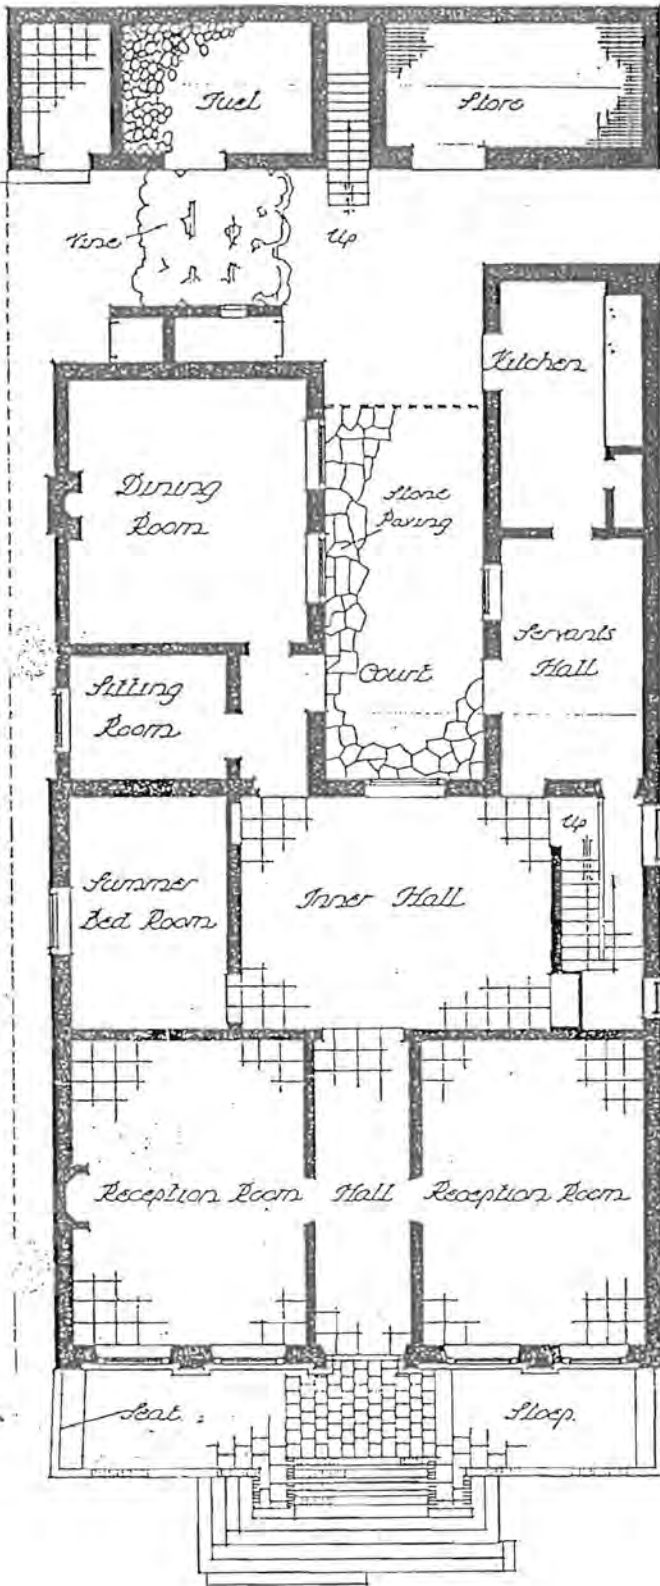 Fuel
Store
Vine
Up
Kitchen
Dining
Room
Stone
Paving
Servants
Hall
Sitting
Room
Court
Up
Summer
Bed Room
Inner Hall
Reception Room
Hall
Reception Room
Seat
Stoep